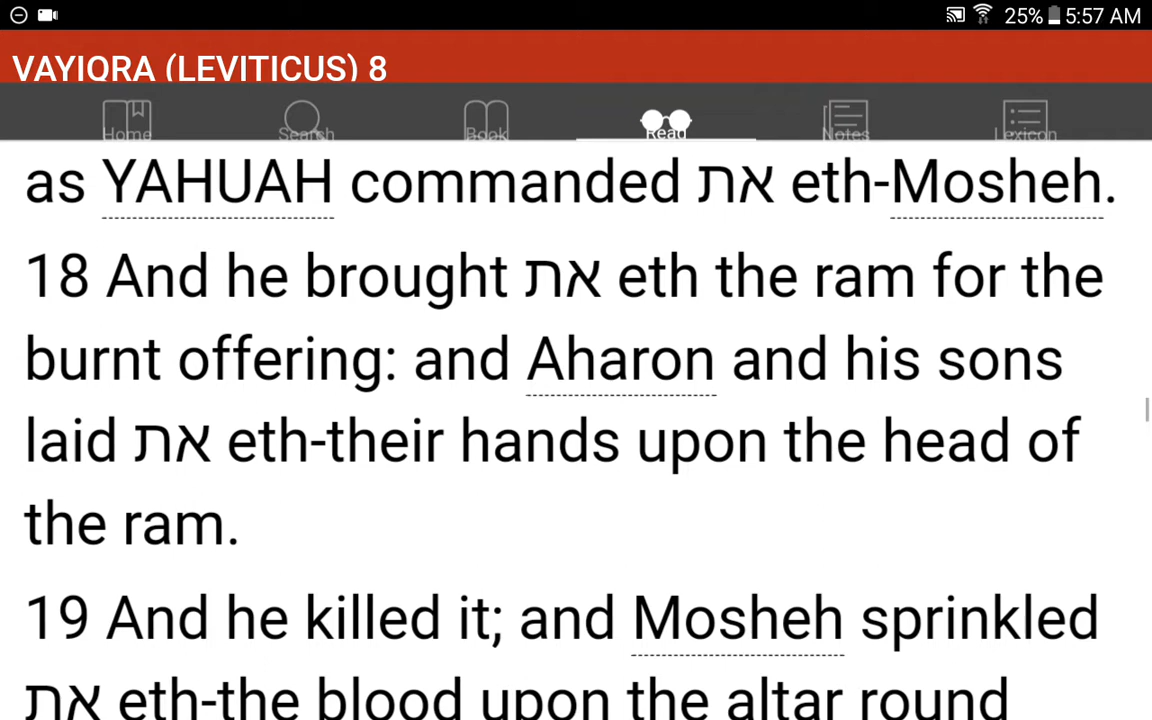 25% 5:57 AM
VAYIQRA (LEVITICUS) 8
Home Search Book Read Notes Lexicon
as YAHUAH commanded את eth-Mosheh.
18 And he brought את eth the ram for the
burnt offering: and Aharon and his sons
laid את eth-their hands upon the head of
the ram.
19 And he killed it; and Mosheh sprinkled
את eth-the blood upon the altar round